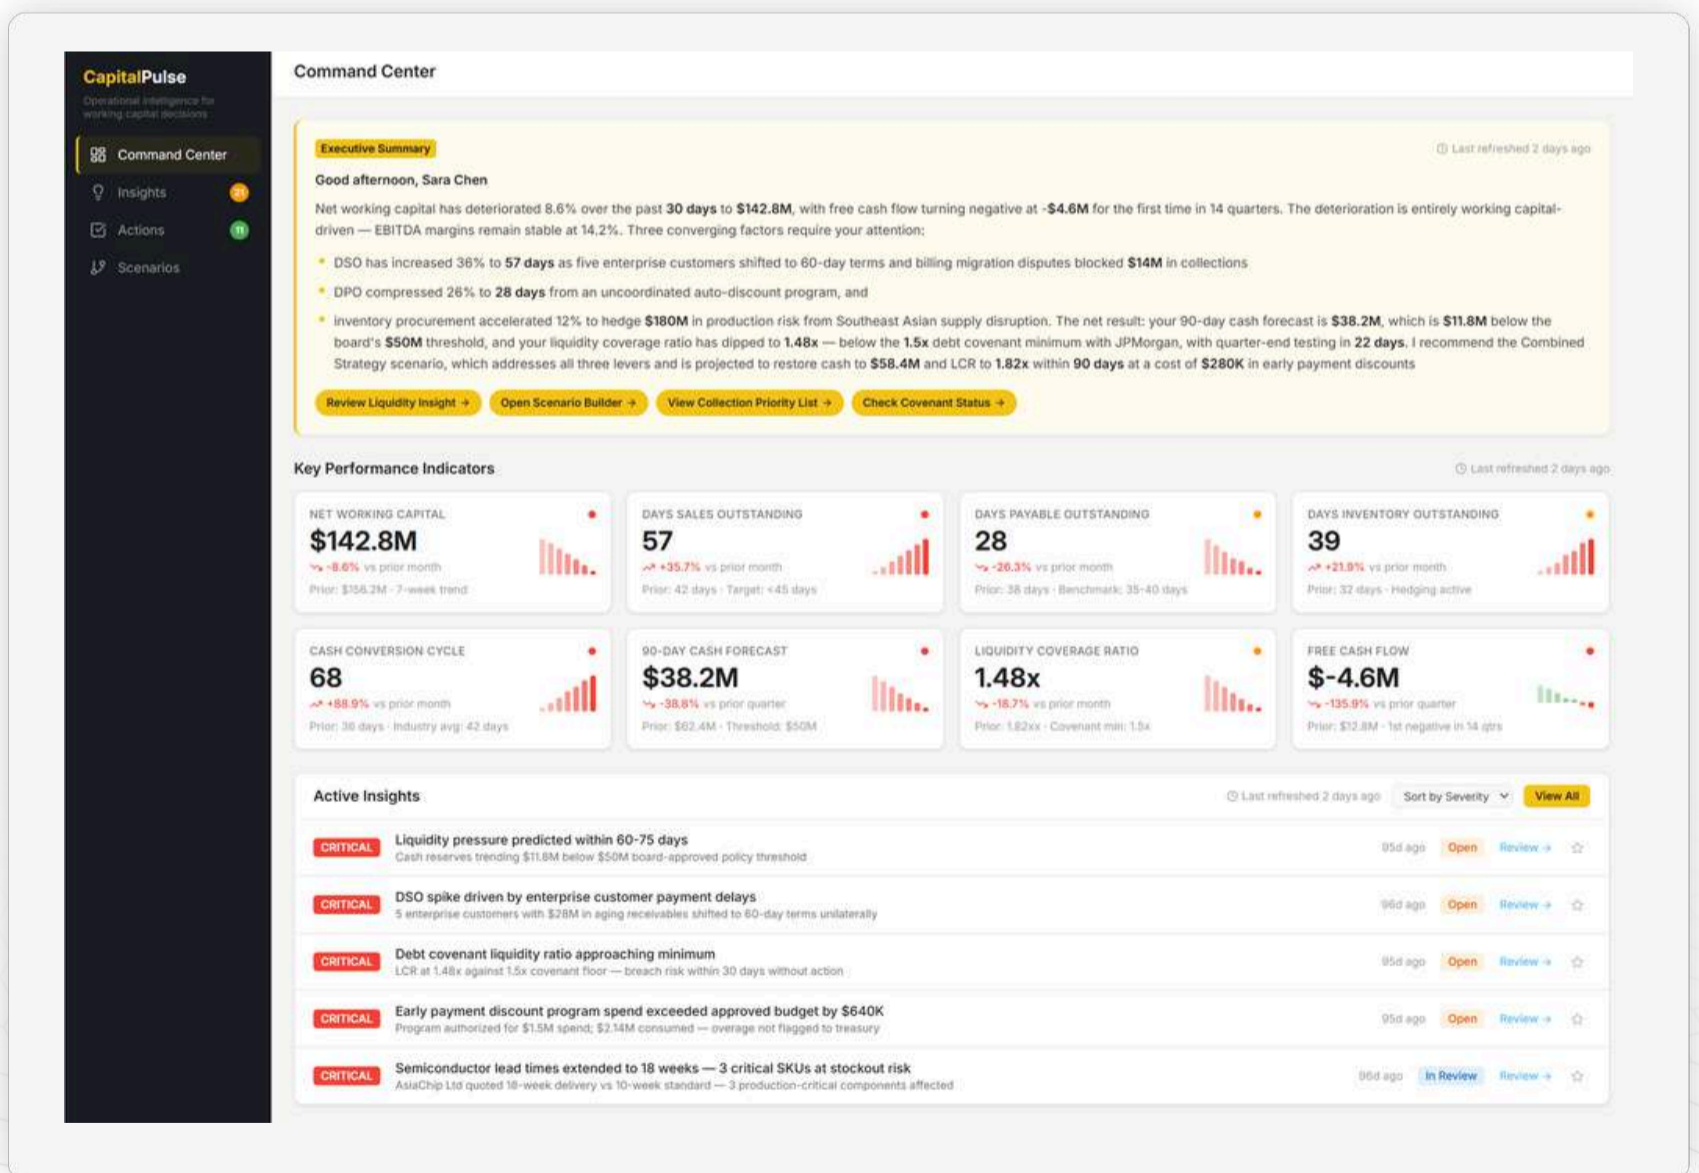 CapitalPulse
Operational intelligence for
working capital decisions
Command Center
Insights 21
Actions 11
Scenarios
Command Center
Executive Summary
Last refreshed 2 days ago
Good afternoon, Sara Chen
Net working capital has deteriorated 8.6% over the past 30 days to $142.8M, with free cash flow turning negative at -$4.6M for the first time in 14 quarters. The deterioration is entirely working capital-
driven — EBITDA margins remain stable at 14.2%. Three converging factors require your attention:
• DSO has increased 36% to 57 days as five enterprise customers shifted to 60-day terms and billing migration disputes blocked $14M in collections
• DPO compressed 26% to 28 days from an uncoordinated auto-discount program, and
• inventory procurement accelerated 12% to hedge $180M in production risk from Southeast Asian supply disruption. The net result: your 90-day cash forecast is $38.2M, which is $11.8M below the
board's $50M threshold, and your liquidity coverage ratio has dipped to 1.48x — below the 1.5x debt covenant minimum with JPMorgan, with quarter-end testing in 22 days. I recommend the Combined
Strategy scenario, which addresses all three levers and is projected to restore cash to $58.4M and LCR to 1.82x within 90 days at a cost of $280K in early payment discounts
Review Liquidity Insight →
Open Scenario Builder →
View Collection Priority List →
Check Covenant Status →
Key Performance Indicators
Last refreshed 2 days ago
NET WORKING CAPITAL
$142.8M
-8.6% vs prior month
Prior: $156.2M · 7-week trend
DAYS SALES OUTSTANDING
57
+35.7% vs prior month
Prior: 42 days · Target: <45 days
DAYS PAYABLE OUTSTANDING
28
-26.3% vs prior month
Prior: 38 days · Benchmark: 35-40 days
DAYS INVENTORY OUTSTANDING
39
+21.9% vs prior month
Prior: 32 days · Hedging active
CASH CONVERSION CYCLE
68
+88.9% vs prior month
Prior: 36 days · Industry avg: 42 days
90-DAY CASH FORECAST
$38.2M
-38.8% vs prior quarter
Prior: $62.4M · Threshold: $50M
LIQUIDITY COVERAGE RATIO
1.48x
-18.7% vs prior month
Prior: 1.82xx · Covenant min: 1.5x
FREE CASH FLOW
$-4.6M
-135.9% vs prior quarter
Prior: $12.8M · 1st negative in 14 qtrs
Active Insights
Last refreshed 2 days ago
Sort by Severity
View All
CRITICAL
Liquidity pressure predicted within 60-75 days
Cash reserves trending $11.8M below $50M board-approved policy threshold
95d ago Open Review →
CRITICAL
DSO spike driven by enterprise customer payment delays
5 enterprise customers with $28M in aging receivables shifted to 60-day terms unilaterally
96d ago Open Review →
CRITICAL
Debt covenant liquidity ratio approaching minimum
LCR at 1.48x against 1.5x covenant floor — breach risk within 30 days without action
95d ago Open Review →
CRITICAL
Early payment discount program spend exceeded approved budget by $640K
Program authorized for $1.5M spend; $2.14M consumed — overage not flagged to treasury
95d ago Open Review →
CRITICAL
Semiconductor lead times extended to 18 weeks — 3 critical SKUs at stockout risk
AsiaChip Ltd quoted 18-week delivery vs 10-week standard — 3 production-critical components affected
96d ago In Review Review →